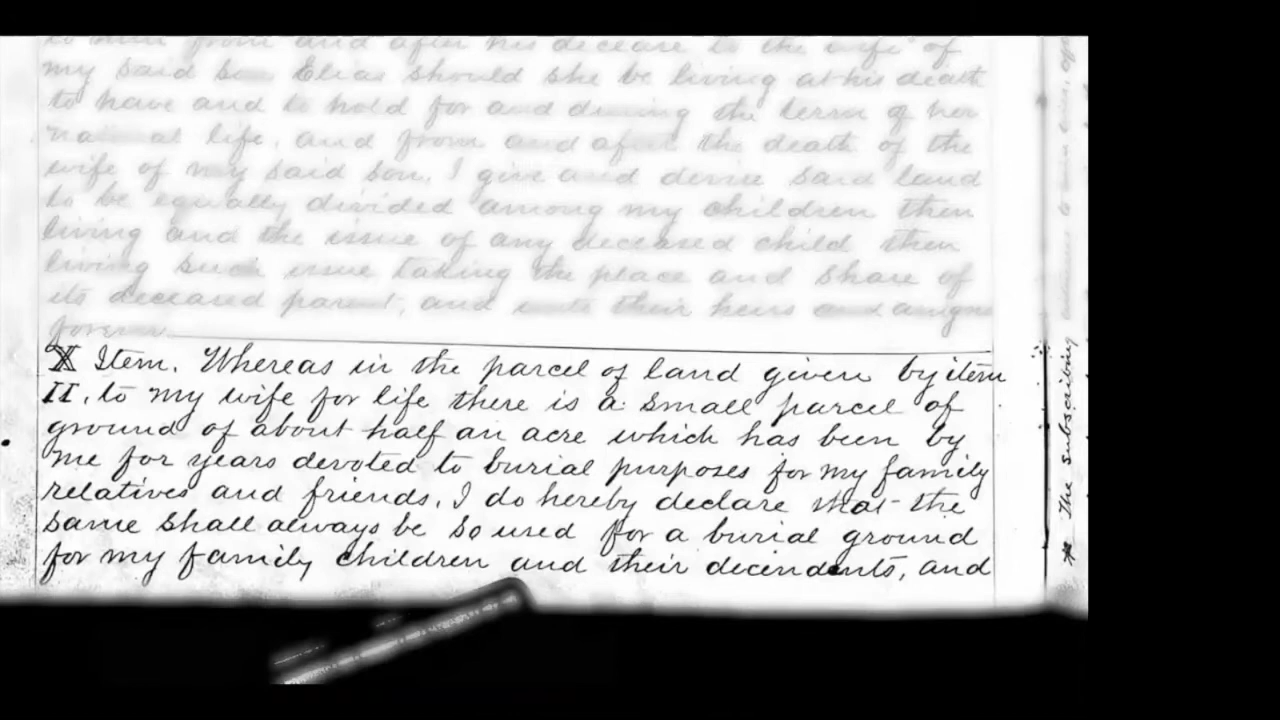 to them from and after his decease to the wife of
my said son Elias should she be living at his death
to have and to hold for and during the term of her
natural life, and from and after the death of the
wife of my said son, I give and devise said land
to be equally divided among my children then
living and the issue of any deceased child then
living such issue taking the place and share of
its deceased parent, and unto their heirs and assigns
forever.
X Item. Whereas in the parcel of land given by item
II, to my wife for life there is a small parcel of
ground of about half an acre which has been by
me for years devoted to burial purposes for my family
relatives and friends, I do hereby declare that the
same shall always be so used for a burial ground
for my family children and their decendents, and
* The subscribing